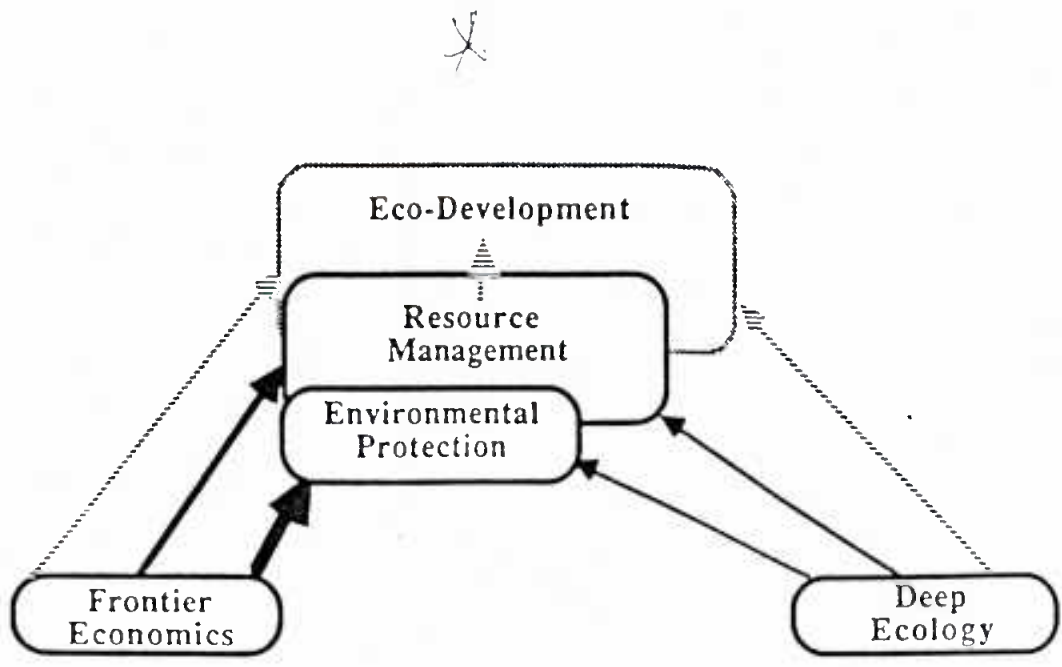 Eco-Development
Resource
Management
Environmental
Protection
Frontier
Economics
Deep
Ecology